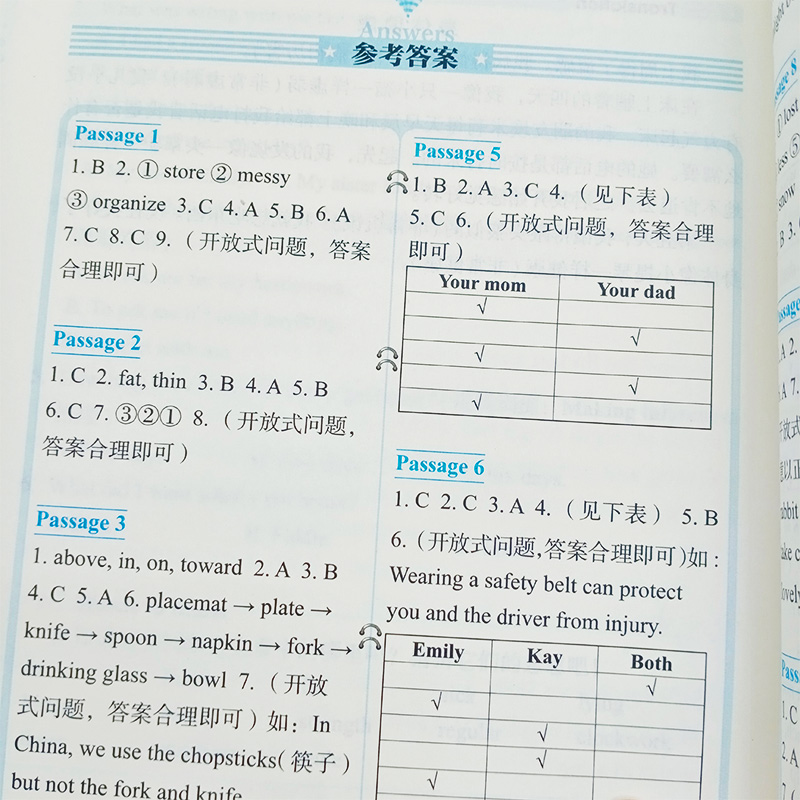 Answers
参考答案
Passage 1
1. B 2. ① store ② messy
③ organize 3. C 4. A 5. B 6. A
7. C 8. C 9.（开放式问题，答案
合理即可）
Passage 2
1. C 2. fat, thin 3. B 4. A 5. B
6. C 7. ③②① 8.（开放式问题，
答案合理即可）
Passage 3
1. above, in, on, toward 2. A 3. B
4. C 5. A 6. placemat → plate →
knife → spoon → napkin → fork →
drinking glass → bowl 7.（开放
式问题，答案合理即可）如：In
China, we use the chopsticks(筷子)
but not the fork and knife
Passage 5
1. B 2. A 3. C 4.（见下表）
5. C 6.（开放式问题，答案合理
即可）
Your mom Your dad
√
√
√
√
√
Passage 6
1. C 2. C 3. A 4.（见下表） 5. B
6.（开放式问题,答案合理即可)如：
Wearing a safety belt can protect
you and the driver from injury.
Emily Kay Both
√
√
√
√
√